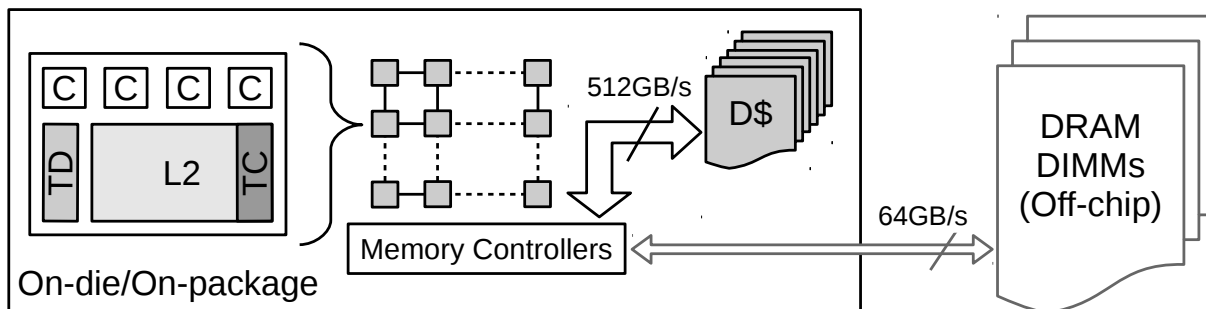 C C C C
TD
L2
TC
On-die/On-package
512GB/s
D$
Memory Controllers
64GB/s
DRAM
DIMMs
(Off-chip)